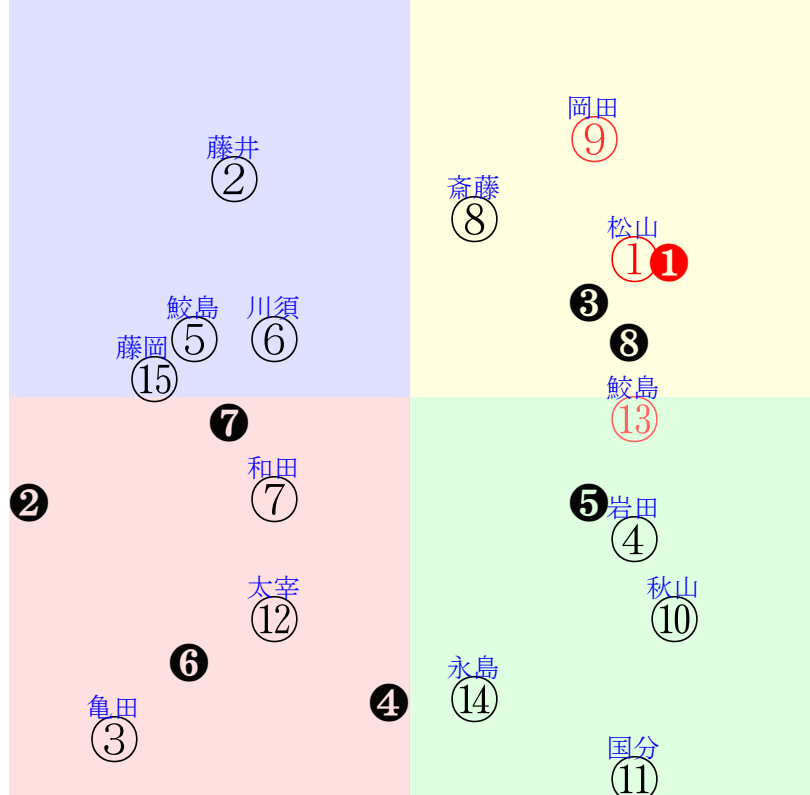 岡田
⑨
藤井
②
斎藤
⑧
松山
① ❶
❸
鮫島 川須
⑤ ⑥
❽
藤岡
⑮
鮫島
⑬
❼
和田
⑦
❷
❺ 岩田
④
太宰 秋山
⑫ ⑩
❻
永島
⑭
❹
亀田
③
国分
⑪